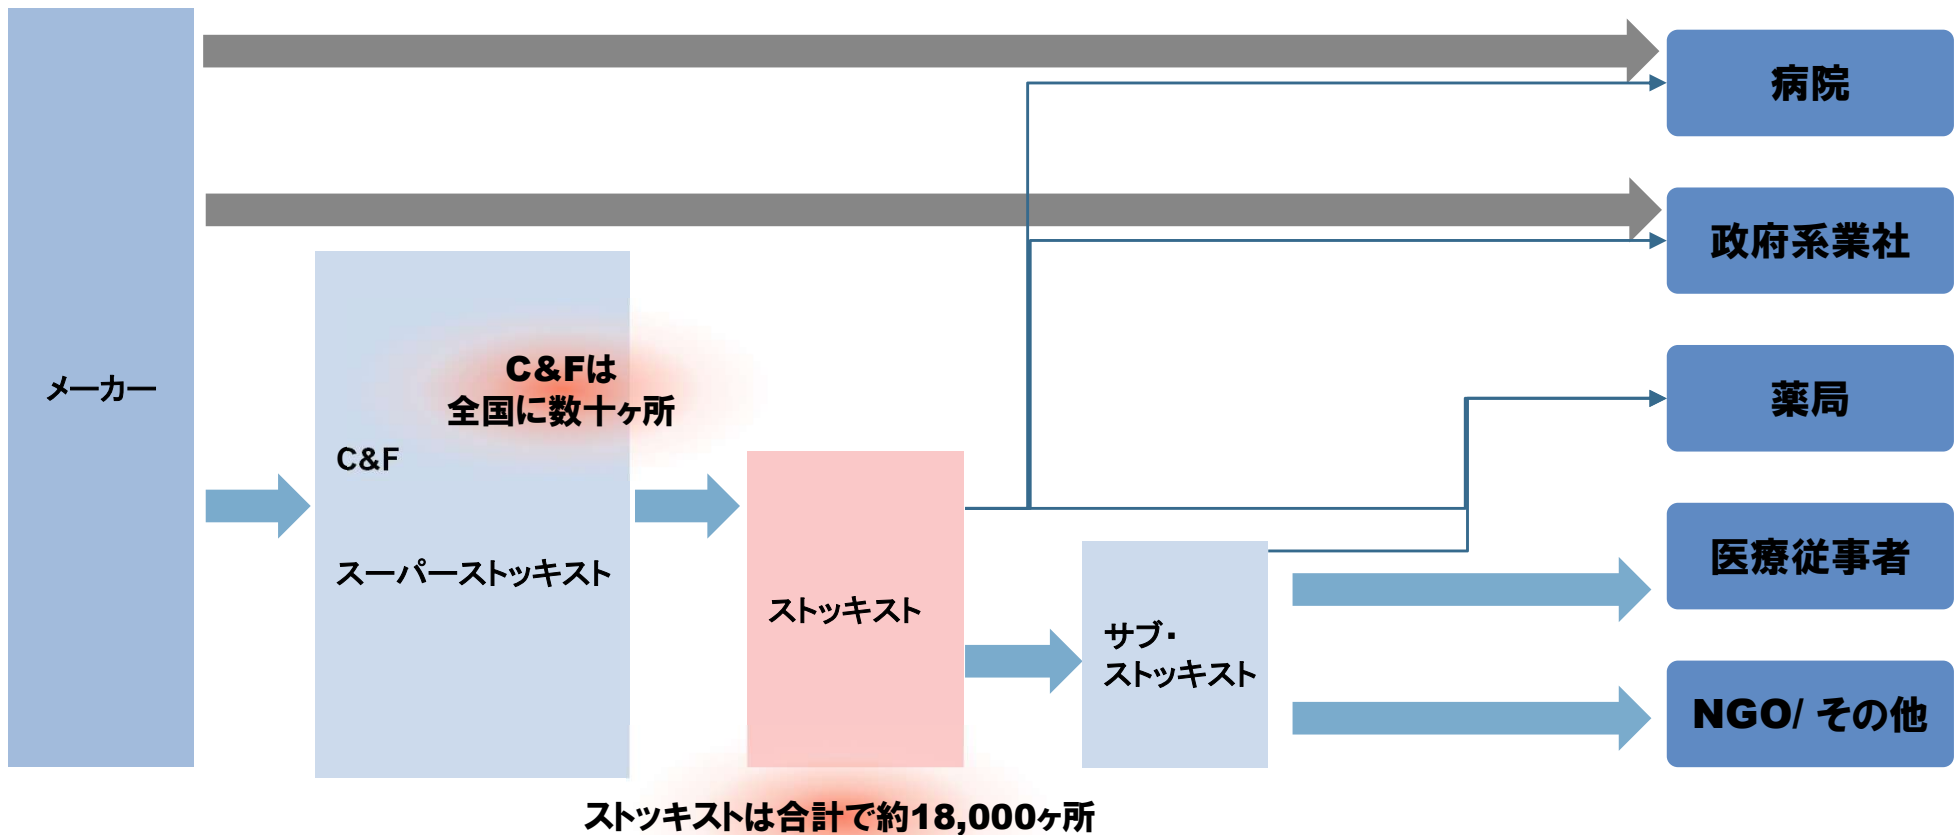 病院
政府系業社
C&Fは
全国に数十ヶ所
メーカー
薬局
C&F
医療従事者
スーパーストッキスト
ストッキスト
サブ・
ストッキスト
NGO/ その他
ストッキストは合計で約18,000ヶ所